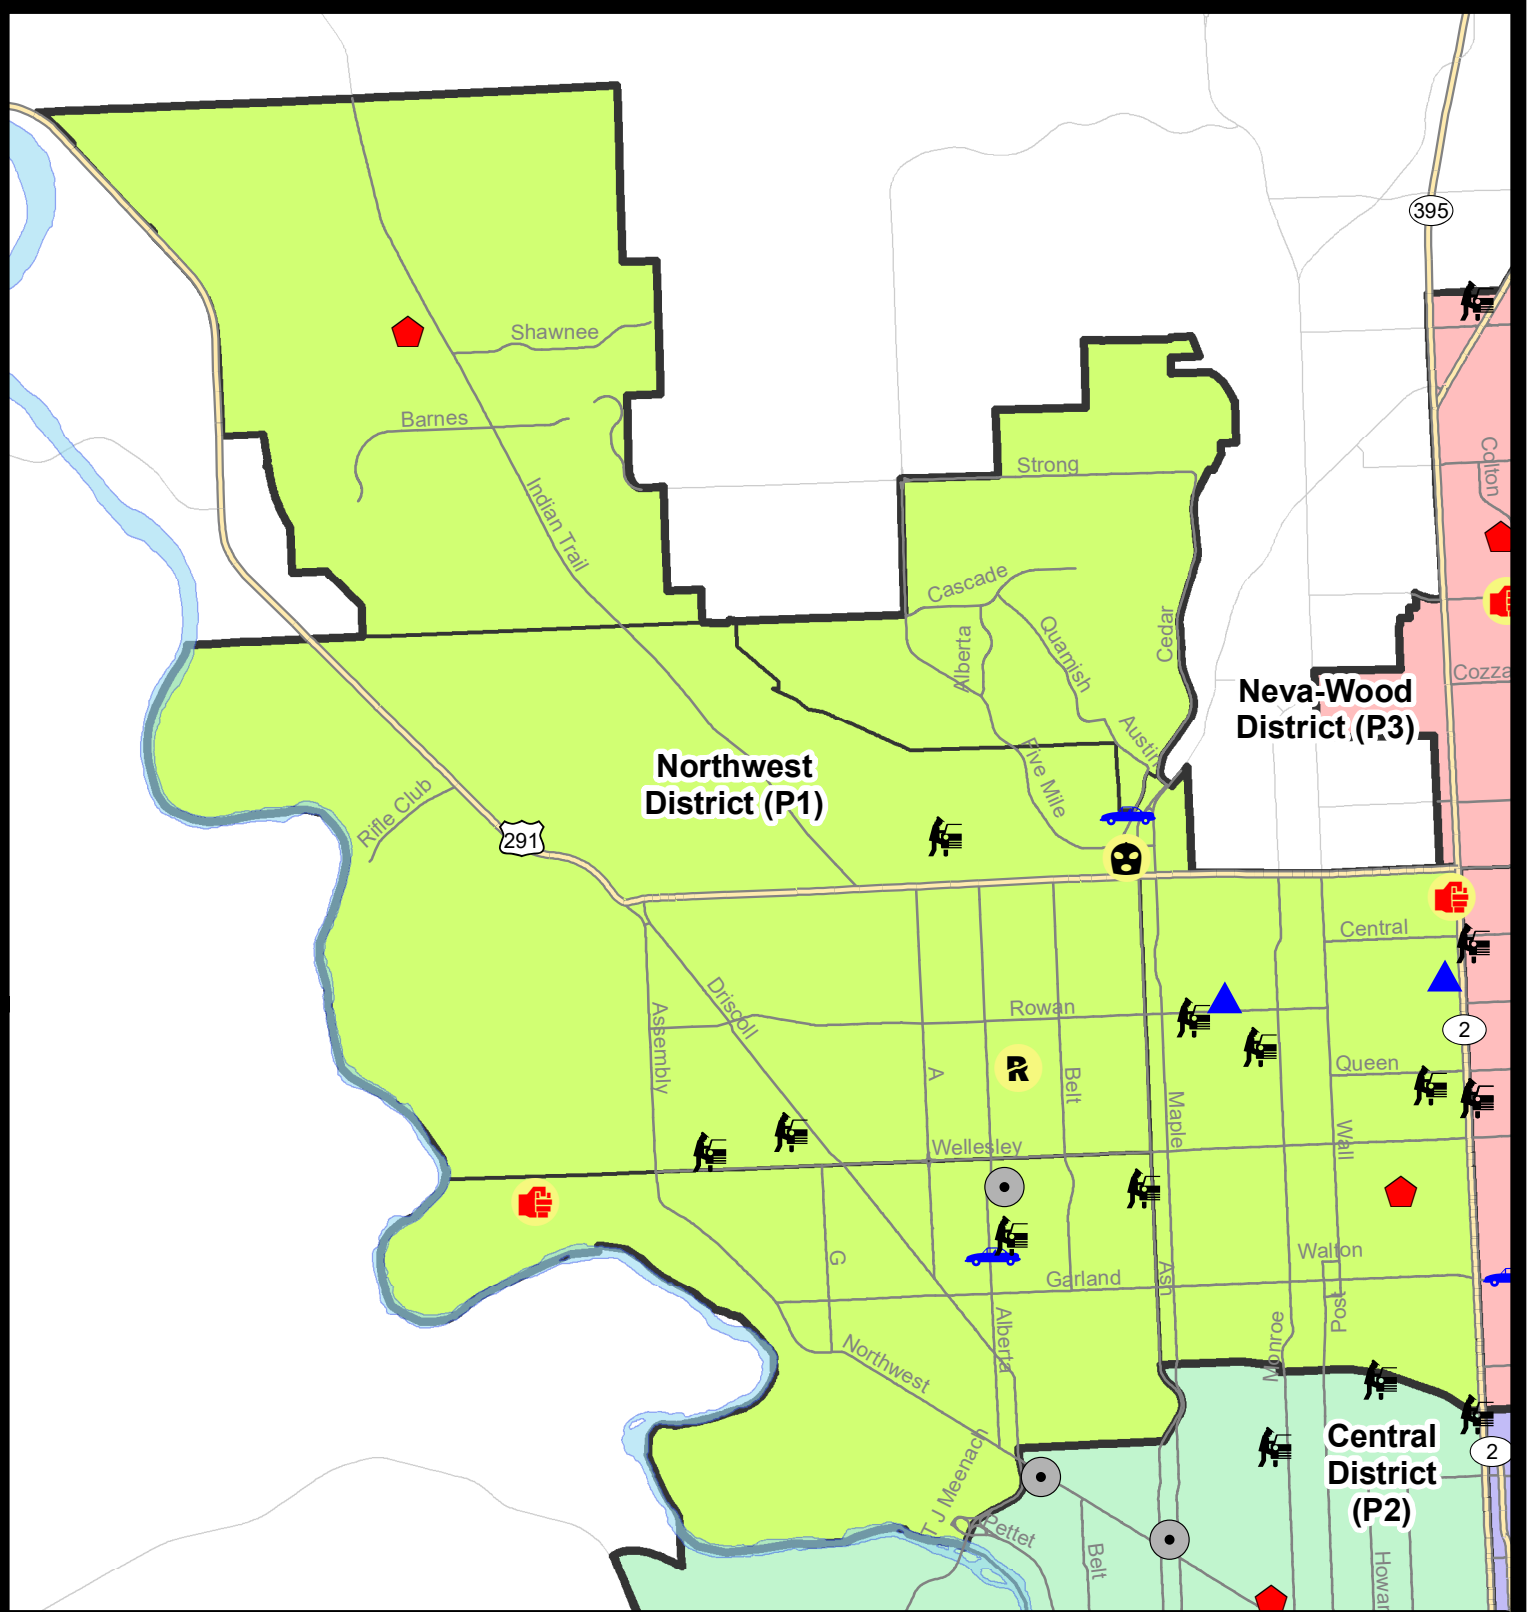 395
Shawnee
Barnes
Colton
Strong
Indian Trail
Cascade
Alberta
Quamish
Cedar
Cozza
Neva-Wood
District (P3)
Austin
Northwest
District (P1)
Five Mile
Rifle Club
291
Central
Driscoll
Assembly
Rowan
2
A
Belt
Queen
Maple
Wall
Wellesley
G
Walton
Garland
Ash
Post
Alberta
Monroe
Northwest
Central
District
(P2)
2
T J Meenach
Pettet
Belt
Howar
R